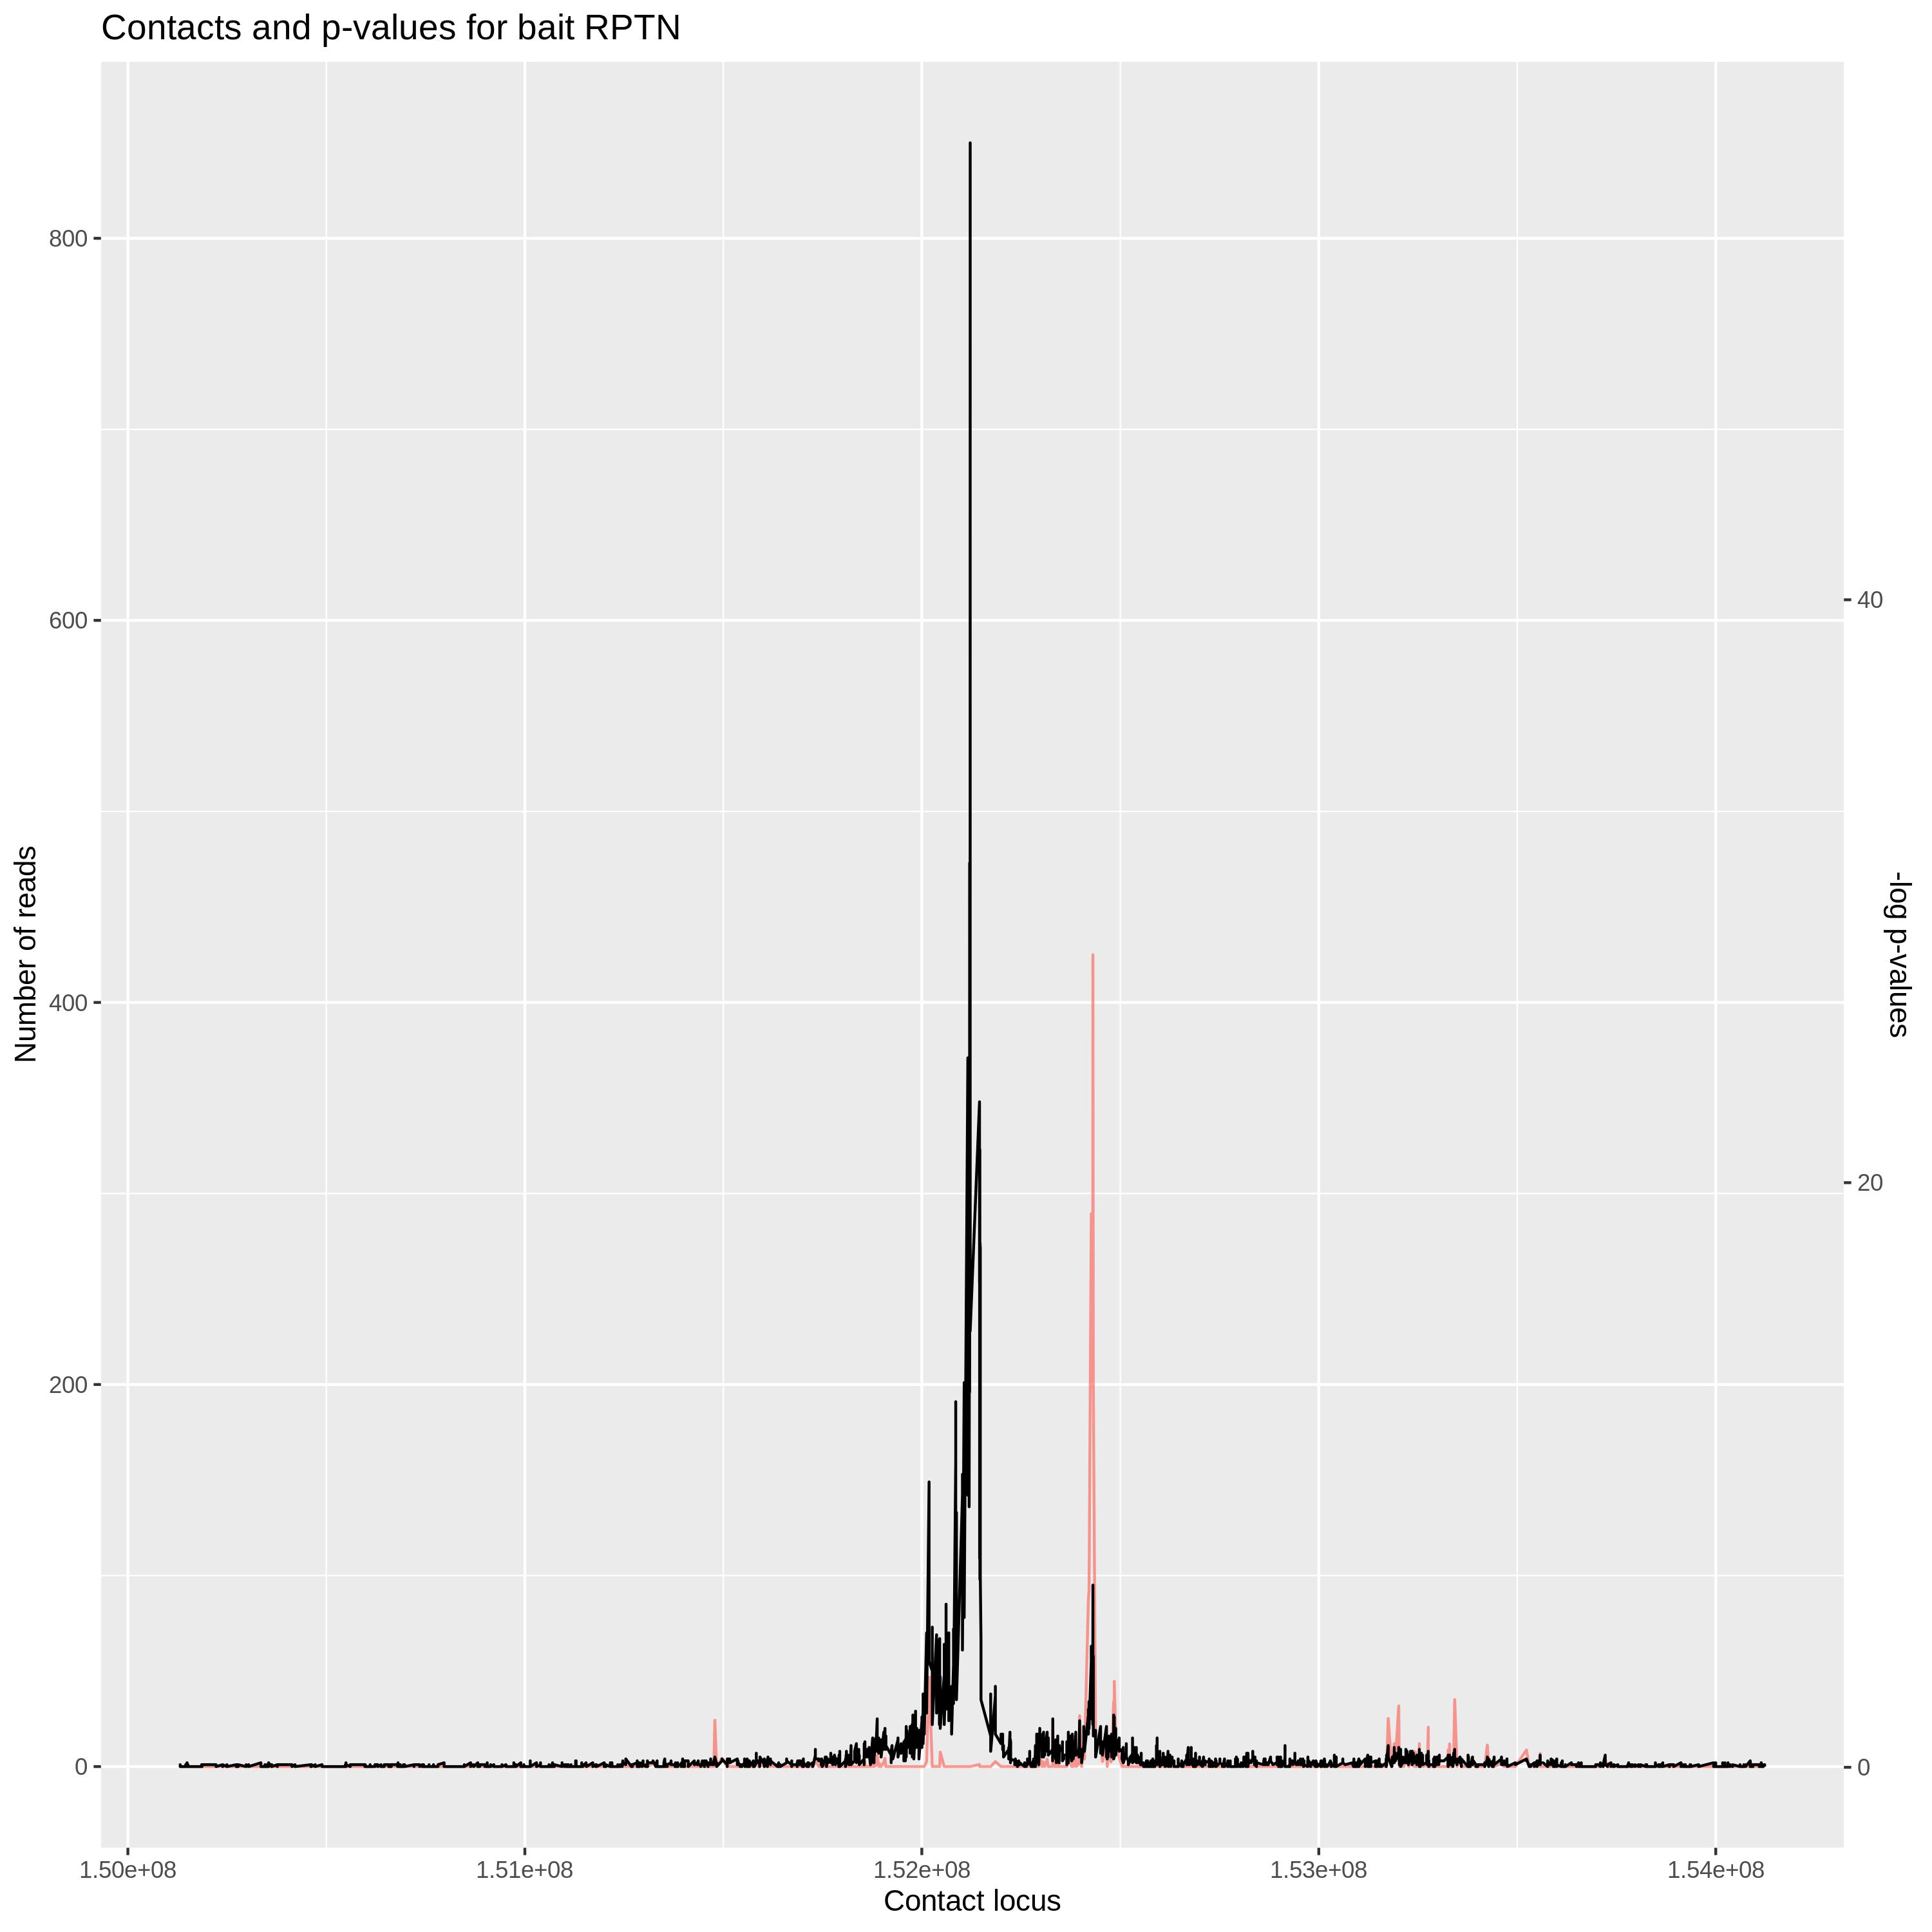 Contacts and p-values for bait RPTN
800
600
400
200
0
Number of reads
40
20
0
-log p-values
1.50e+08
1.51e+08
1.52e+08
1.53e+08
1.54e+08
Contact locus